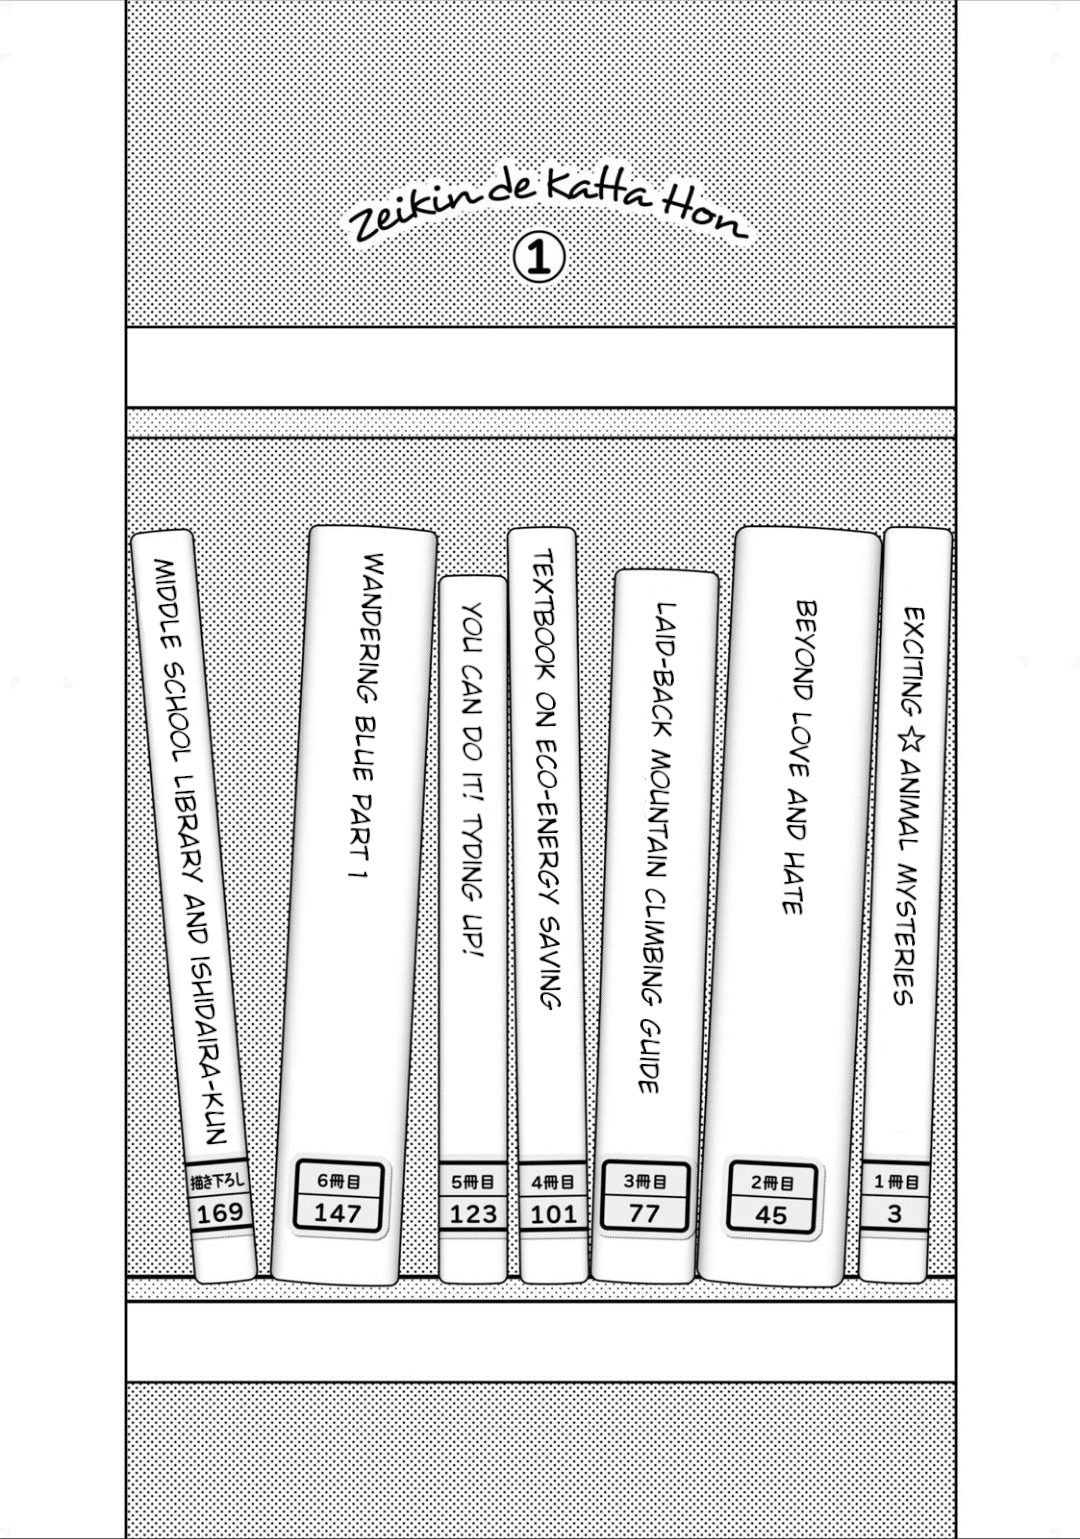 Zeikin de Katta Hon
1
EXCITING ☆ ANIMAL MYSTERIES
1冊目
3
BEYOND LOVE AND HATE
2冊目
45
LAID-BACK MOUNTAIN CLIMBING GUIDE
3冊目
77
TEXTBOOK ON ECO-ENERGY SAVING
4冊目
101
YOU CAN DO IT! TYDING UP!
5冊目
123
WANDERING BLUE PART 1
6冊目
147
MIDDLE SCHOOL LIBRARY AND ISHIDAIRA-KUN
描き下ろし
169